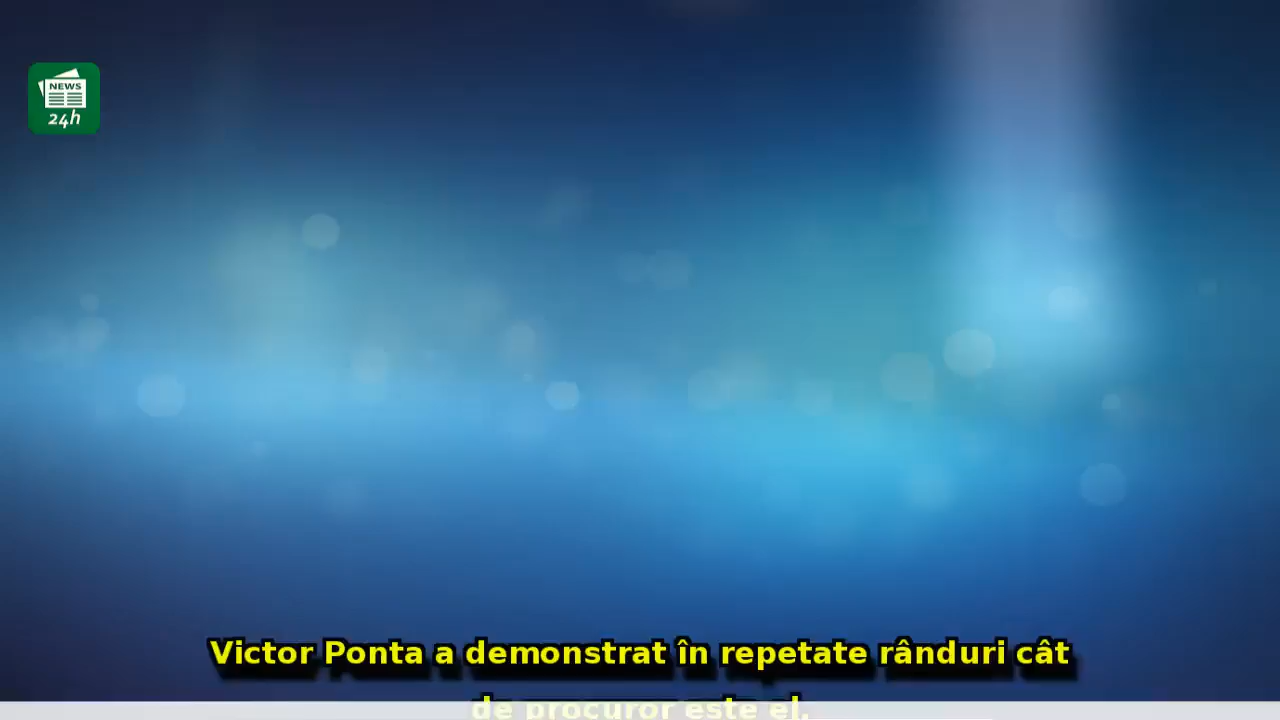 NEWS
24h
Victor Ponta a demonstrat în repetate rânduri cât
de procuror este el.